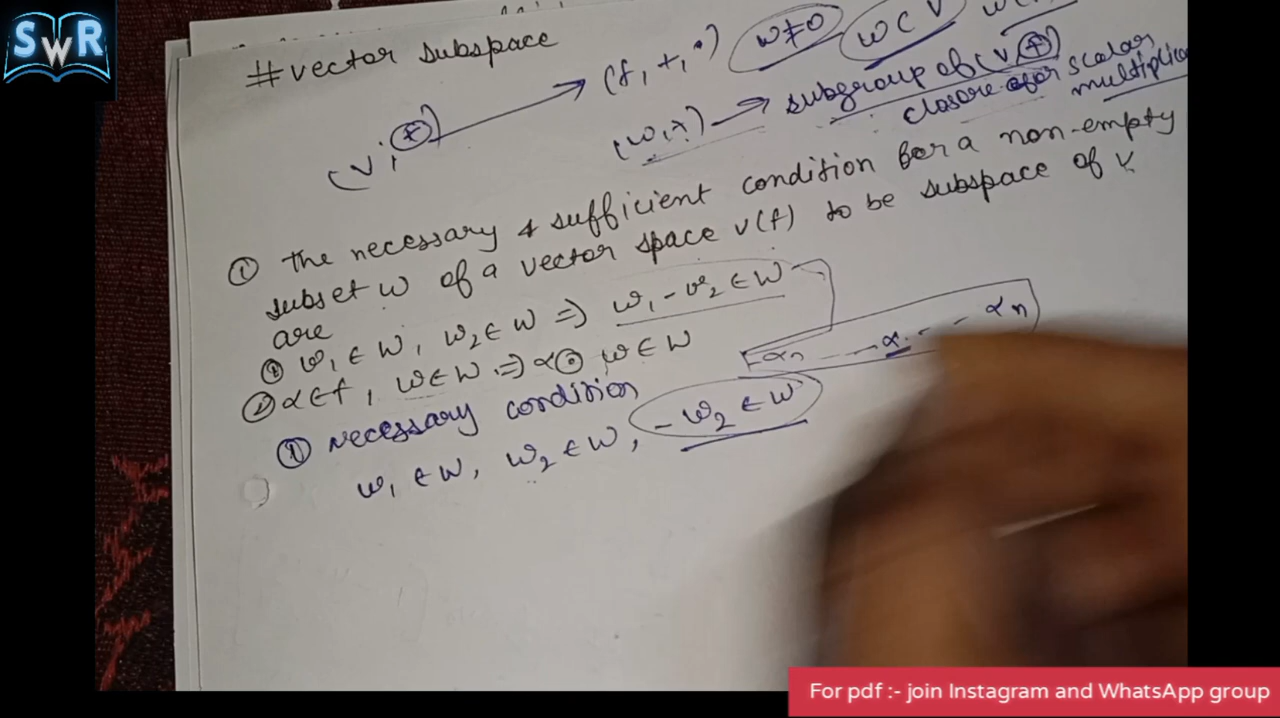 SWR
# vector subspace
(V, +) → (f, +, ·) W≠0 W⊂V
(W, +) → subgroup of (V +)
closure for scalar
multiplica
① The necessary & sufficient condition for a non-empty
subset W of a vector space V(f) to be subspace of V
are
① w₁ ∈ W, w₂ ∈ W ⇒ w₁ - w₂ ∈ W
② α ∈ f, w ∈ W ⇒ α ⊙ w ∈ W
① necessary condition
w₁ ∈ W, w₂ ∈ W, - w₂ ∈ W
For pdf :- join Instagram and WhatsApp group